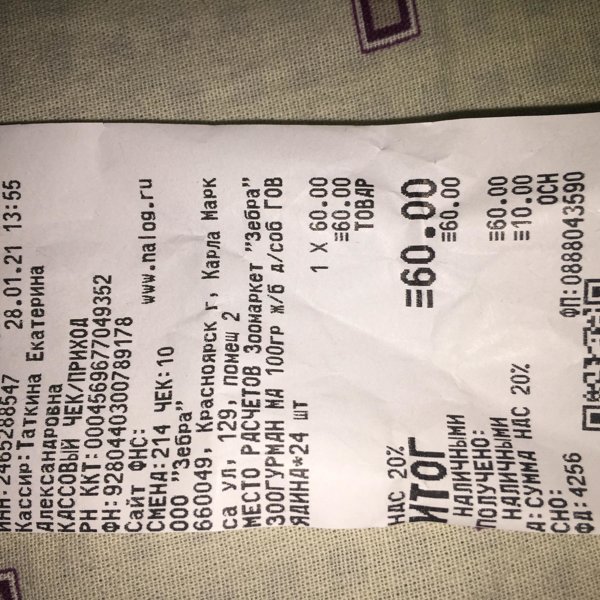 ИНН:2465288547 28.01.21 13:55
Кассир:Таткина Екатерина
Александровна
КАССОВЫЙ ЧЕК/ПРИХОД
РН ККТ:0004569677049352
ФН:9280440300789178
Сайт ФНС: www.nalog.ru
СМЕНА:214 ЧЕК:10
ООО "Зебра"
660049, Красноярск г, Карла Марк
са ул, 129, помещ 2
МЕСТО РАСЧЕТОВ Зоомаркет "Зебра"
ЗООГУРМАН МА 100гр ж/б д/соб ГОВ
ЯДИНА*24 шт
1 X 60.00
≡60.00
ТОВАР
НДС 20%
ИТОГ ≡60.00
НАЛИЧНЫМИ ≡60.00
ПОЛУЧЕНО:
НАЛИЧНЫМИ ≡60.00
А:СУММА НДС 20% ≡10.00
СНО: ОСН
ФД:4256 ФП:0888043590